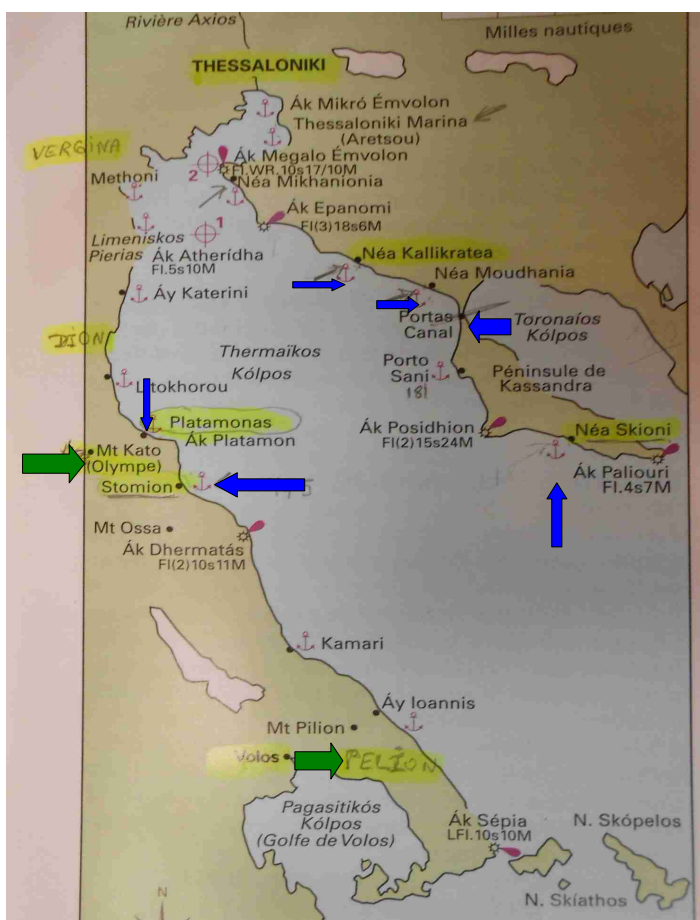 Rivière Axios
Milles nautiques
THESSALONIKI
Ák Mikró Émvolon
Thessaloniki Marina
(Aretsou)
VERGINA
Ák Megalo Émvolon
2
Fl.WR.10s17/10M
Methoni
Néa Mikhanionia
Ák Epanomi
Fl(3)18s6M
1
Limeniskos
Pierias
Ák Atherídha
Fl.5s10M
Néa Kallikratea
Néa Moudhania
Áy Katerini
Portas
Canal
Toronaíos
Kólpos
DION
Thermaïkos
Kólpos
Porto
Sani
181
Péninsule de
Kassandra
Litokhorou
Platamonas
Ák Platamon
Ák Posidhion
Fl(2)15s24M
Néa Skioni
Mt Kato
(Olympe)
Ák Paliouri
Fl.4s7M
Stomion
Mt Ossa
Ák Dhermatás
Fl(2)10s11M
Kamari
Áy Ioannis
Mt Pilion
Volos
PELION
Pagasitikós
Kólpos
(Golfe de Volos)
Ák Sépia
LFl.10s10M
N. Skópelos
N. Skíathos
N